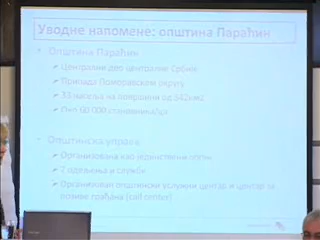 Уводне напомене: општина Параћин
Општина Параћин
Централни део централне Србије
Припада Поморавском округу
33 насеља на површини од 542км2
60 000 становника
Општинска управа
Организована као јединствени орган
7 одељења и служби
Организован општински услужни центар и центар за
позиве грађана (call center)